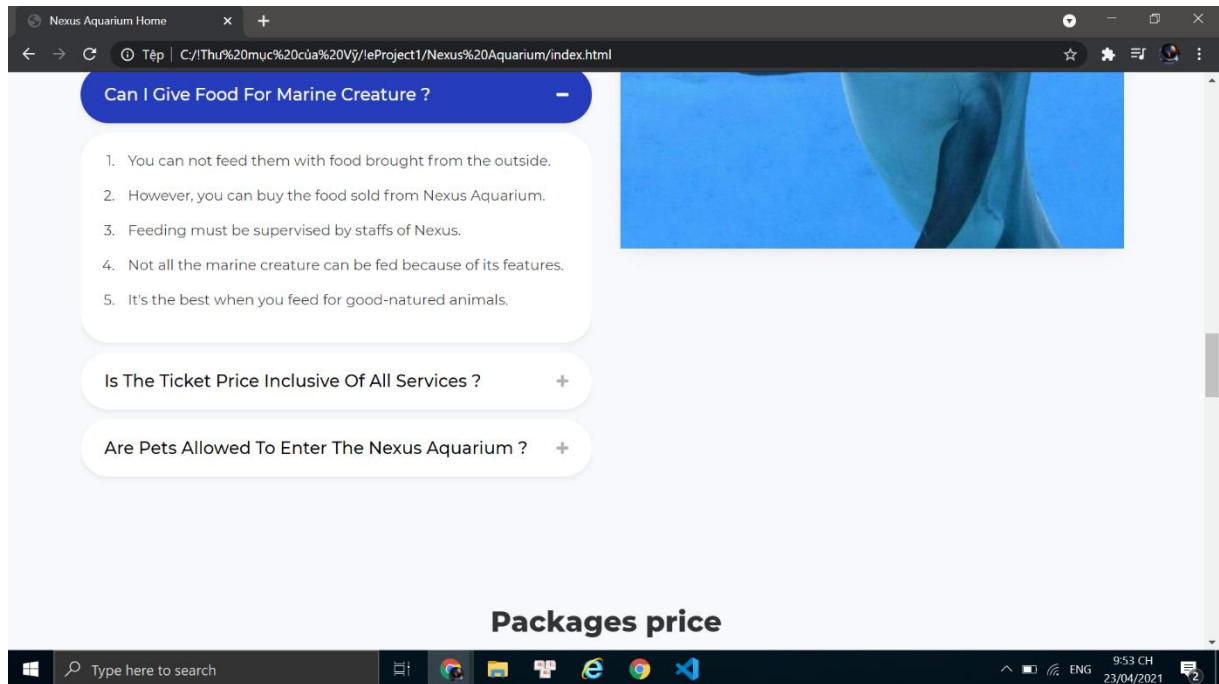 Nexus Aquarium Home
Tệp | C:/!Thư%20mục%20của%20Vỹ/!eProject1/Nexus%20Aquarium/index.html
Can I Give Food For Marine Creature ?
1. You can not feed them with food brought from the outside.
2. However, you can buy the food sold from Nexus Aquarium.
3. Feeding must be supervised by staffs of Nexus.
4. Not all the marine creature can be fed because of its features.
5. It's the best when you feed for good-natured animals.
Is The Ticket Price Inclusive Of All Services ?
Are Pets Allowed To Enter The Nexus Aquarium ?
Packages price
Type here to search
ENG
9:53 CH
23/04/2021
2